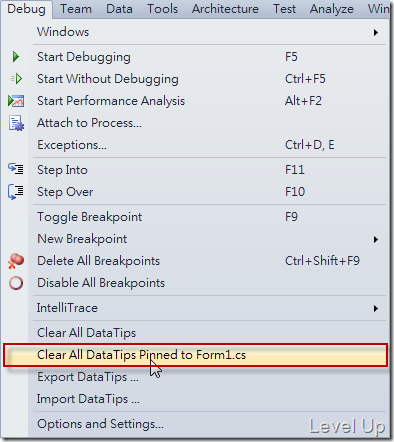 Debug Team Data Tools Architecture Test Analyze Win
Windows
Start Debugging F5
Start Without Debugging Ctrl+F5
Start Performance Analysis Alt+F2
Attach to Process...
Exceptions... Ctrl+D, E
Step Into F11
Step Over F10
Toggle Breakpoint F9
New Breakpoint
Delete All Breakpoints Ctrl+Shift+F9
Disable All Breakpoints
IntelliTrace
Clear All DataTips
Clear All DataTips Pinned to Form1.cs
Export DataTips ...
Import DataTips ...
Options and Settings...
Level Up